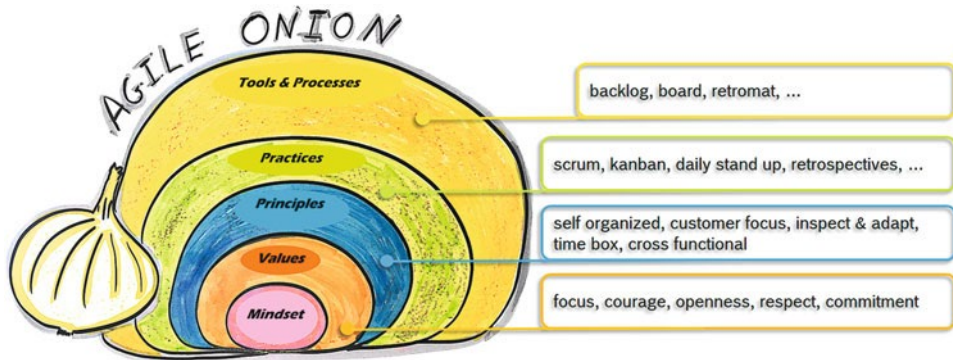 AGILE ONION
Tools & Processes
backlog, board, retromat, ...
Practices
scrum, kanban, daily stand up, retrospectives, ...
Principles
self organized, customer focus, inspect & adapt,
time box, cross functional
Values
focus, courage, openness, respect, commitment
Mindset